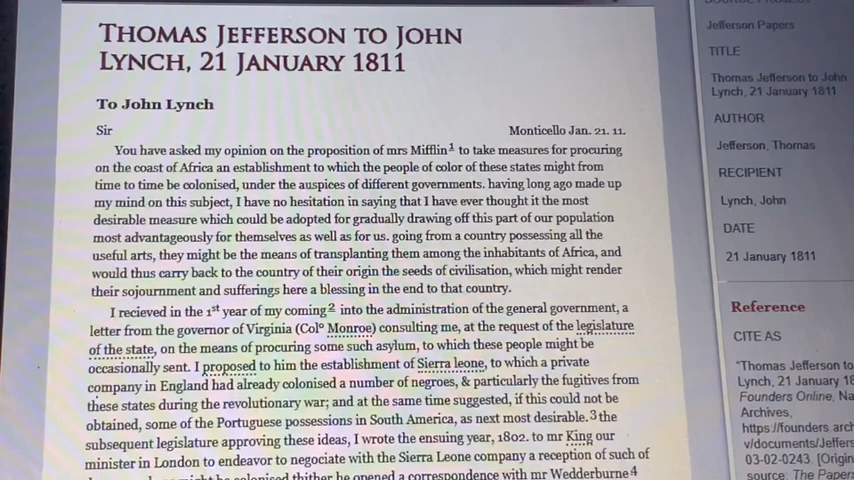 THOMAS JEFFERSON TO JOHN
LYNCH, 21 JANUARY 1811
To John Lynch
Sir
Monticello Jan. 21. 11.
You have asked my opinion on the proposition of mrs Mifflin1 to take measures for procuring
on the coast of Africa an establishment to which the people of color of these states might from
time to time be colonised, under the auspices of different governments. having long ago made up
my mind on this subject, I have no hesitation in saying that I have ever thought it the most
desirable measure which could be adopted for gradually drawing off this part of our population
most advantageously for themselves as well as for us. going from a country possessing all the
useful arts, they might be the means of transplanting them among the inhabitants of Africa, and
would thus carry back to the country of their origin the seeds of civilisation, which might render
their sojournment and sufferings here a blessing in the end to that country.
I recieved in the 1st year of my coming2 into the administration of the general government, a
letter from the governor of Virginia (Colo Monroe) consulting me, at the request of the legislature
of the state, on the means of procuring some such asylum, to which these people might be
occasionally sent. I proposed to him the establishment of Sierra leone, to which a private
company in England had already colonised a number of negroes, & particularly the fugitives from
these states during the revolutionary war; and at the same time suggested, if this could not be
obtained, some of the Portuguese possessions in South America, as next most desirable.3 the
subsequent legislature approving these ideas, I wrote the ensuing year, 1802. to mr King our
minister in London to endeavor to negotiate with the Sierra Leone company a reception of such of
might be colonised thither he opened a correspondence with mr Wedderburne4
Jefferson Papers
TITLE
Thomas Jefferson to John
Lynch, 21 January 1811
AUTHOR
Jefferson, Thomas
RECIPIENT
Lynch, John
DATE
21 January 1811
Reference
CITE AS
"Thomas Jefferson to
Lynch, 21 January 18
Founders Online, Na
Archives,
https://founders.arch
v/documents/Jeffers
03-02-0243. [Origin
source: The Papers